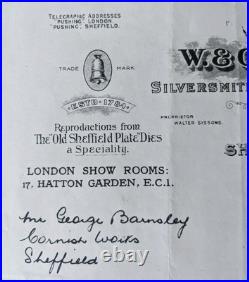 TELEGRAPHIC ADDRESSES
"PUSHING" LONDON.
"PUSHING", SHEFFIELD.
W. & C
SILVERSMIT
TRADE MARK
ESTD 1784
PROPRIETOR
WALTER SISSONS.
Reproductions from
The "Old Sheffield Plate" Dies
a Speciality.
SH
LONDON SHOW ROOMS:
17, HATTON GARDEN, E.C.1.
Mr George Barnsley
Cornish Works
Sheffield